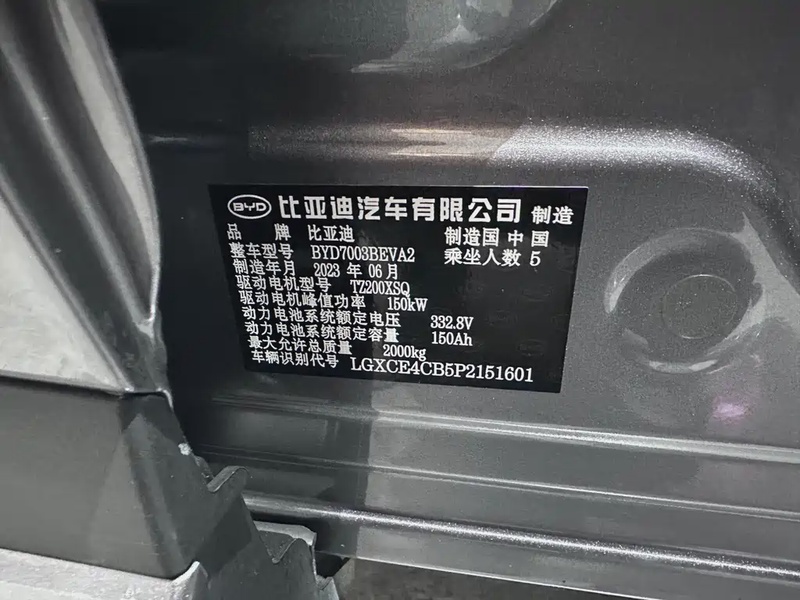 BYD 比亚迪汽车有限公司 制造
品 牌 比亚迪 制造国 中 国
整车型号 BYD7003BEVA2 乘坐人数 5
制造年月 2023 年 06 月
驱动电机型号 TZ200XSQ
驱动电机峰值功率 150kW
动力电池系统额定电压 332.8V
动力电池系统额定容量 150Ah
最大允许总质量 2000kg
车辆识别代号 LGXCE4CB5P2151601